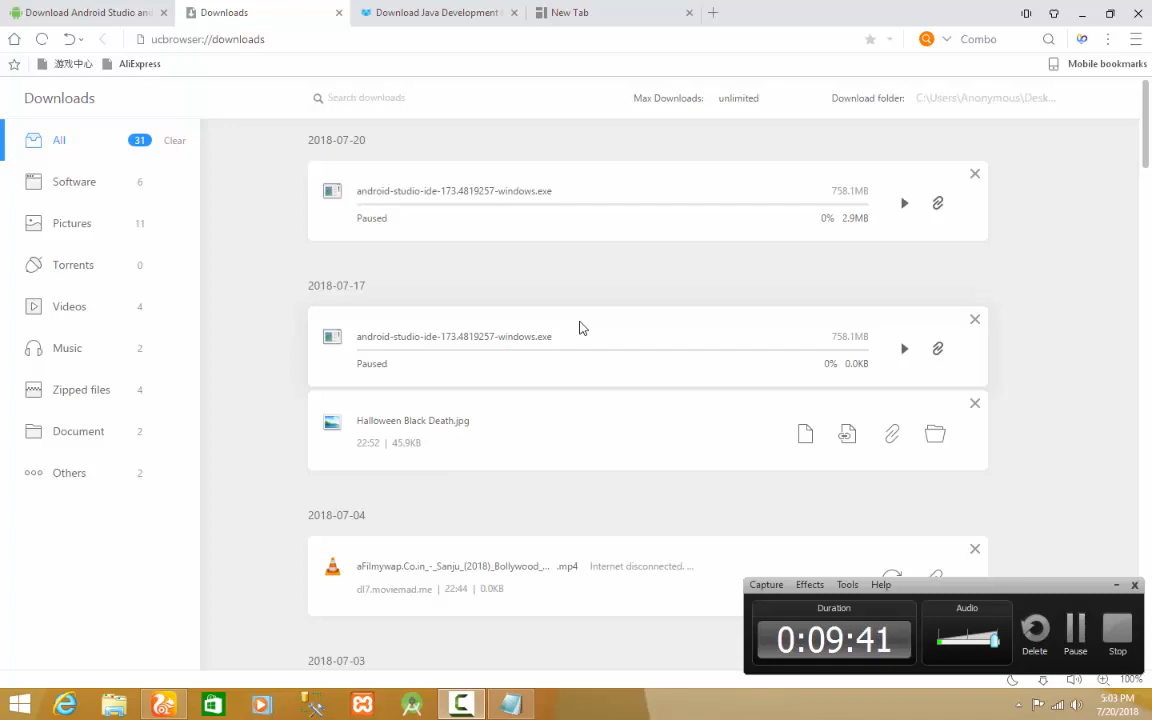 Download Android Studio and
Downloads
Download Java Development
New Tab
ucbrowser://downloads
Combo
游戏中心
AliExpress
Mobile bookmarks
Downloads
Search downloads
Max Downloads: unlimited
Download folder: C:\Users\Anonymous\Desk...
All 31 Clear
Software 6
Pictures 11
Torrents 0
Videos 4
Music 2
Zipped files 4
Document 2
Others 2
2018-07-20
android-studio-ide-173.4819257-windows.exe 758.1MB
Paused 0% 2.9MB
2018-07-17
android-studio-ide-173.4819257-windows.exe 758.1MB
Paused 0% 0.0KB
Halloween Black Death.jpg
22:52 | 45.9KB
2018-07-04
aFilmywap.Co.in_-_Sanju_(2018)_Bollywood_... .mp4 Internet disconnected. ...
dl7.moviemad.me | 22:44 | 0.0KB
2018-07-03
Capture Effects Tools Help
Duration
0:09:41
Audio
Delete Pause Stop
100%
5:03 PM
7/20/2018